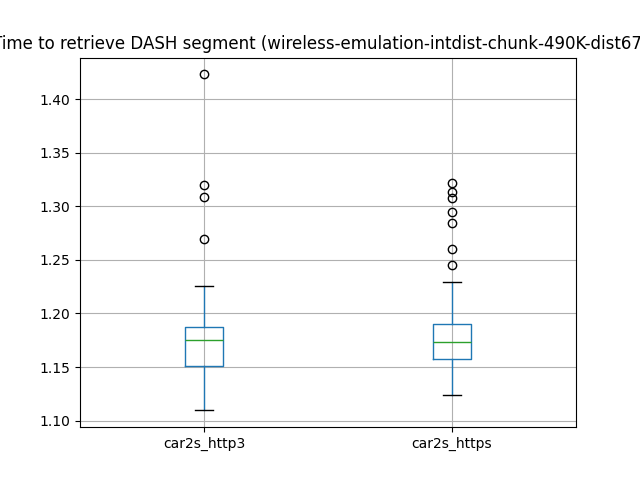 Time to retrieve DASH segment (wireless-emulation-intdist-chunk-490K-dist67
1.40
1.35
1.30
1.25
1.20
1.15
1.10
car2s_http3
car2s_https